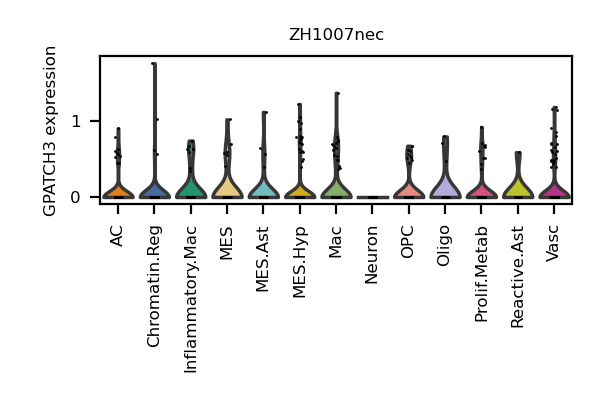 ZH1007nec
GPATCH3 expression
1
0
AC
Chromatin.Reg
Inflammatory.Mac
MES
MES.Ast
MES.Hyp
Mac
Neuron
OPC
Oligo
Prolif.Metab
Reactive.Ast
Vasc